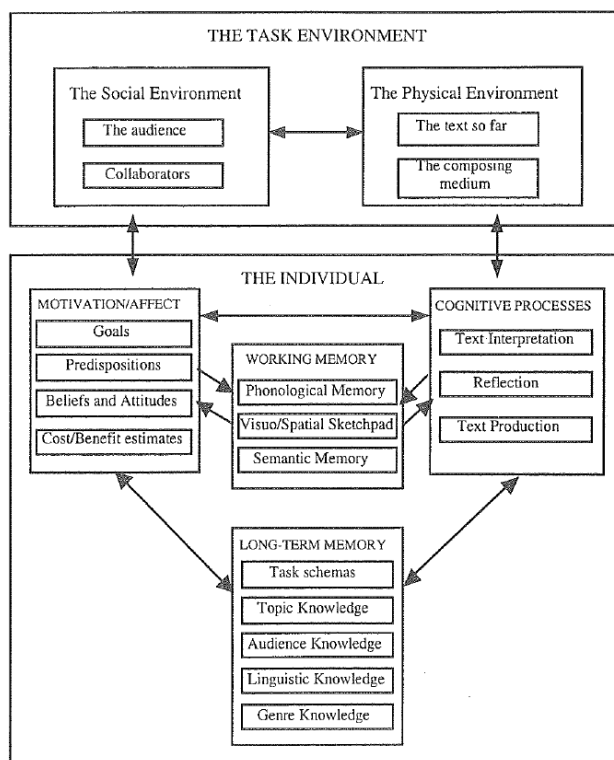 THE TASK ENVIRONMENT
The Social Environment
The audience
Collaborators
The Physical Environment
The text so far
The composing
medium
THE INDIVIDUAL
MOTIVATION/AFFECT
Goals
Predispositions
Beliefs and Attitudes
Cost/Benefit estimates
WORKING MEMORY
Phonological Memory
Visuo/Spatial Sketchpad
Semantic Memory
COGNITIVE PROCESSES
Text Interpretation
Reflection
Text Production
LONG-TERM MEMORY
Task schemas
Topic Knowledge
Audience Knowledge
Linguistic Knowledge
Genre Knowledge